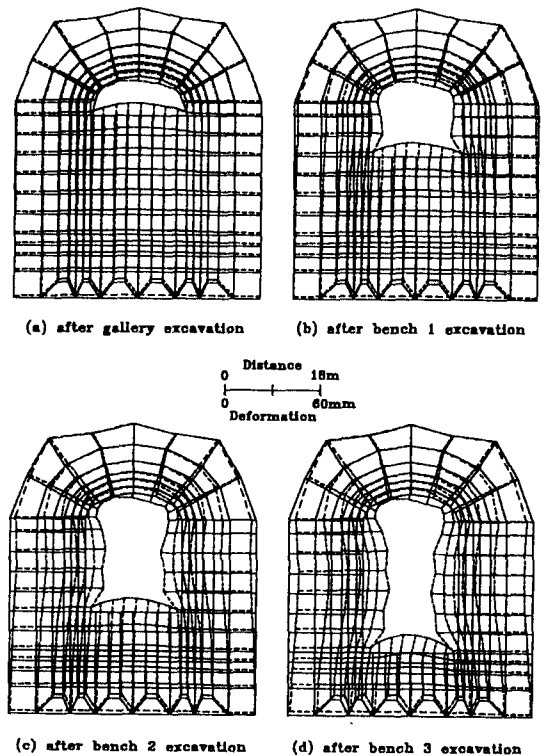 (a) after gallery excavation
(b) after bench 1 excavation
Distance
0 18m
0 60mm
Deformation
(c) after bench 2 excavation
(d) after bench 3 excavation